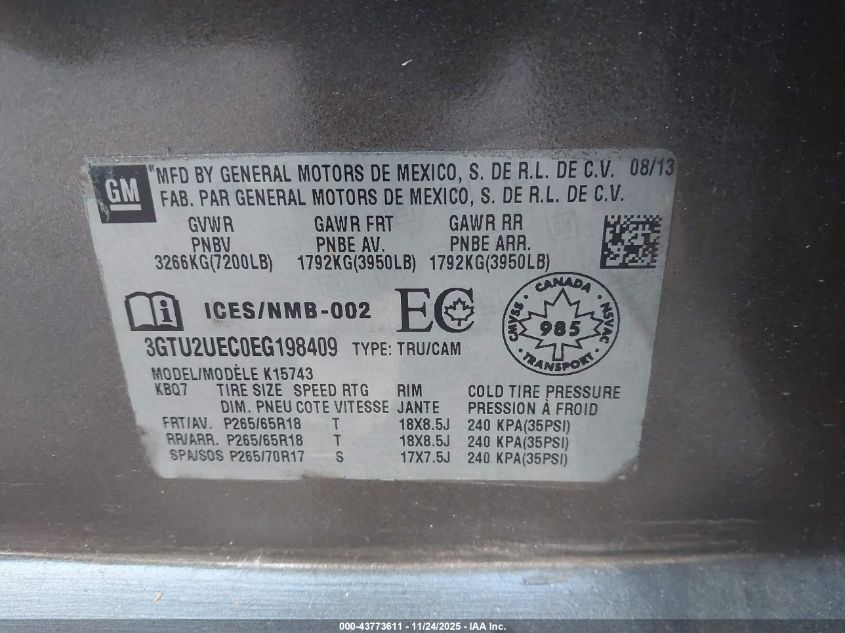 GM
®MFD BY GENERAL MOTORS DE MEXICO, S. DE R.L. DE C.V. 08/13
FAB. PAR GENERAL MOTORS DE MEXICO, S. DE R.L. DE C.V.
GVWR GAWR FRT GAWR RR
PNBV PNBE AV. PNBE ARR.
3266KG(7200LB) 1792KG(3950LB) 1792KG(3950LB)
ICES/NMB-002 EC
CANADA CMVSS 985 NSVAC TRANSPORT
3GTU2UEC0EG198409 TYPE: TRU/CAM
MODEL/MODÈLE K15743
KBQ7 TIRE SIZE SPEED RTG RIM COLD TIRE PRESSURE
DIM. PNEU COTE VITESSE JANTE PRESSION À FROID
FRT/AV. P265/65R18 T 18X8.5J 240 KPA(35PSI)
RR/ARR. P265/65R18 T 18X8.5J 240 KPA(35PSI)
SPA/SOS P265/70R17 S 17X7.5J 240 KPA(35PSI)
000-43773611 - 11/24/2025 - IAA Inc.